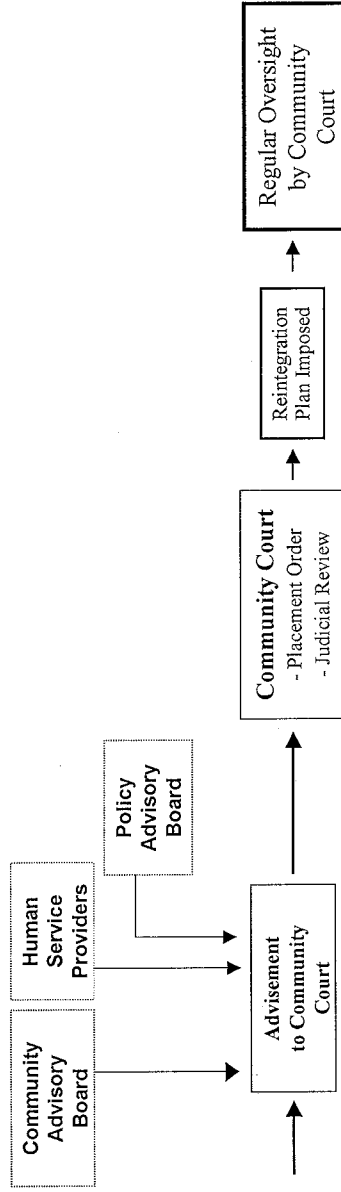 Community
Advisory
Board
Human
Service
Providers
Policy
Advisory
Board
Advisement
to Community
Court
Community Court
- Placement Order
- Judicial Review
Reintegration
Plan Imposed
Regular Oversight
by Community
Court